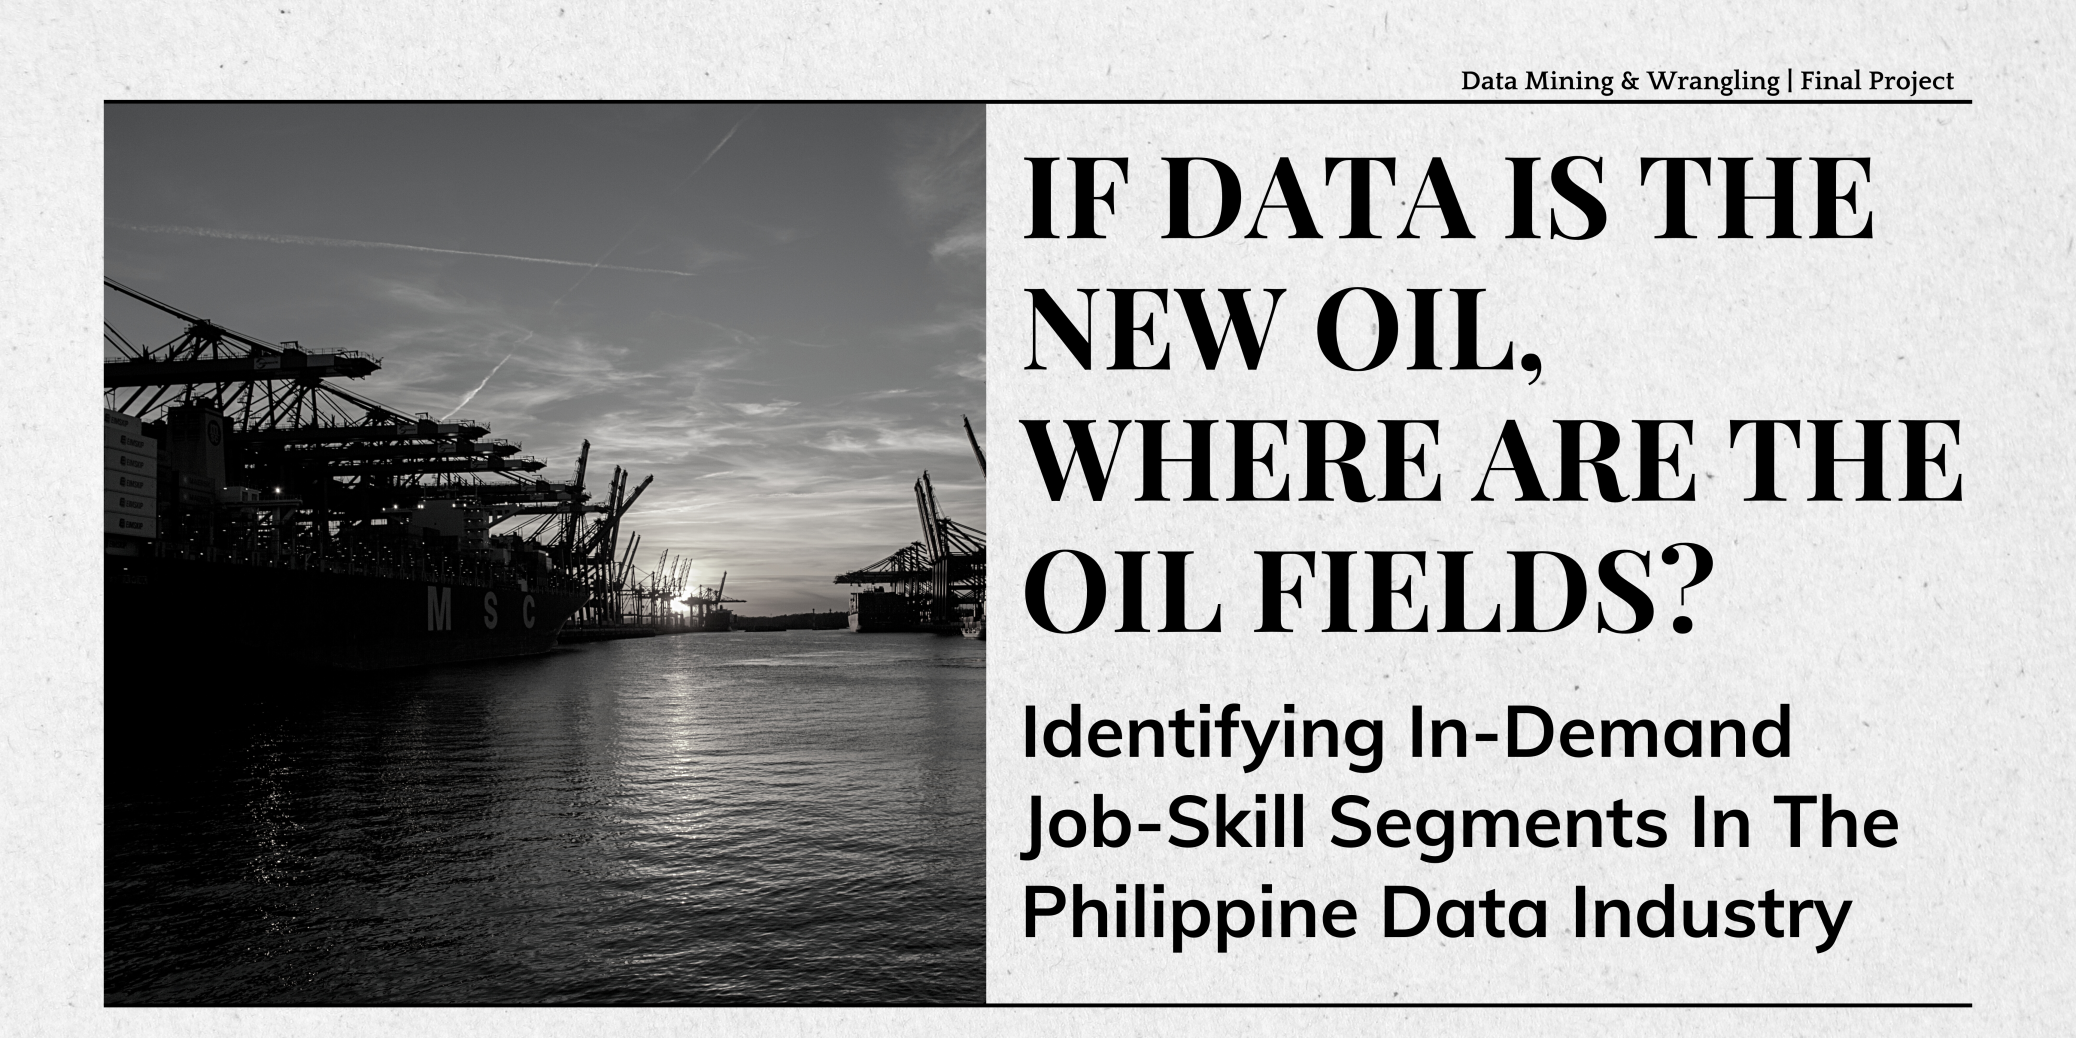 Data Mining & Wrangling | Final Project
IF DATA IS THE
NEW OIL,
WHERE ARE THE
OIL FIELDS?
Identifying In-Demand
Job-Skill Segments In The
Philippine Data Industry
M S C